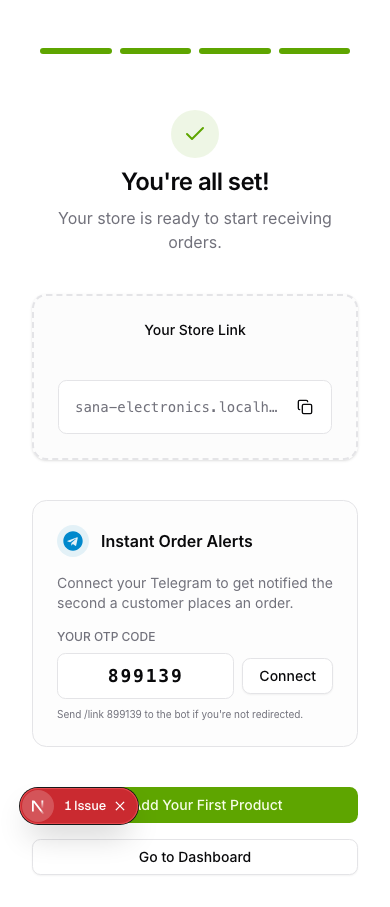 You're all set!
Your store is ready to start receiving
orders.
Your Store Link
sana-electronics.localh…
Instant Order Alerts
Connect your Telegram to get notified the
second a customer places an order.
YOUR OTP CODE
899139
Connect
Send /link 899139 to the bot if you're not redirected.
N
1 Issue
Add Your First Product
Go to Dashboard